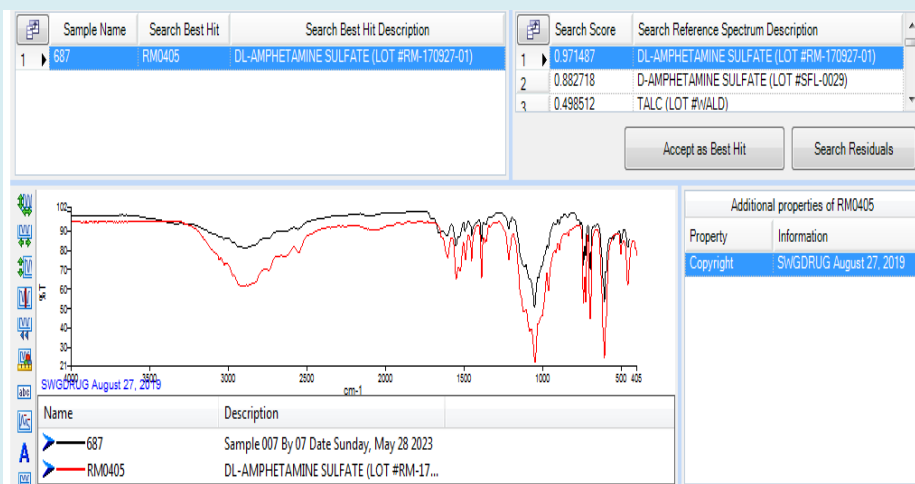 Sample Name Search Best Hit Search Best Hit Description
1 687 RM0405 DL-AMPHETAMINE SULFATE (LOT #RM-170927-01)
Search Score Search Reference Spectrum Description
1 0.971487 DL-AMPHETAMINE SULFATE (LOT #RM-170927-01)
2 0.882718 D-AMPHETAMINE SULFATE (LOT #SFL-0029)
3 0.498512 TALC (LOT #WALD)
Accept as Best Hit Search Residuals
102
90
80
70
60
50
40
30
21
%T
4000 3500 3000 2500 2000 1500 1000 500 405
cm-1
SWGDRUG August 27, 2019
abc
A
Name Description
687 Sample 007 By 07 Date Sunday, May 28 2023
RM0405 DL-AMPHETAMINE SULFATE (LOT #RM-17...
Additional properties of RM0405
Property Information
Copyright SWGDRUG August 27, 2019